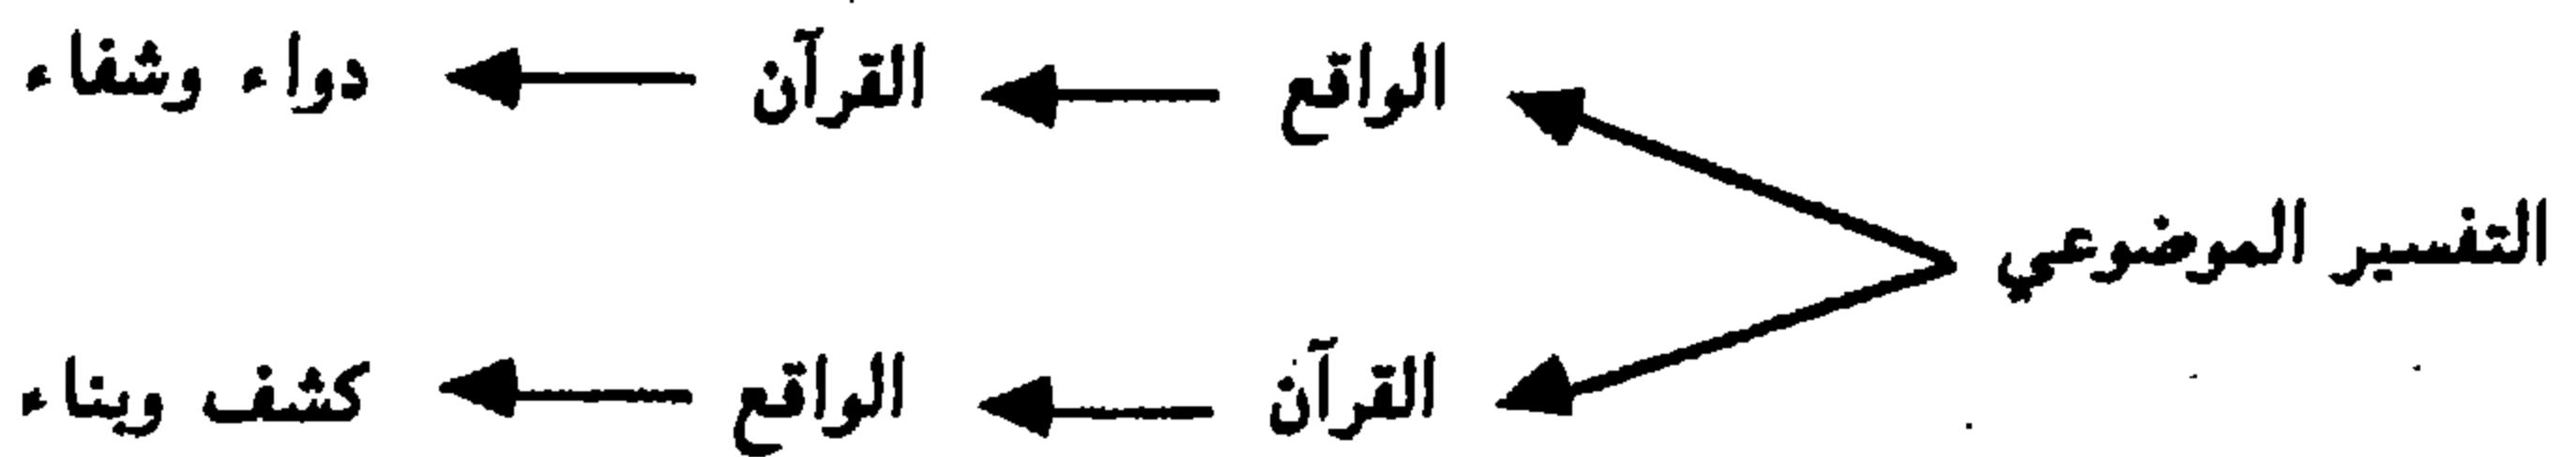 الواقع القرآن دواء وشفاء
التفسير الموضوعي
القرآن الواقع كشف وبناء